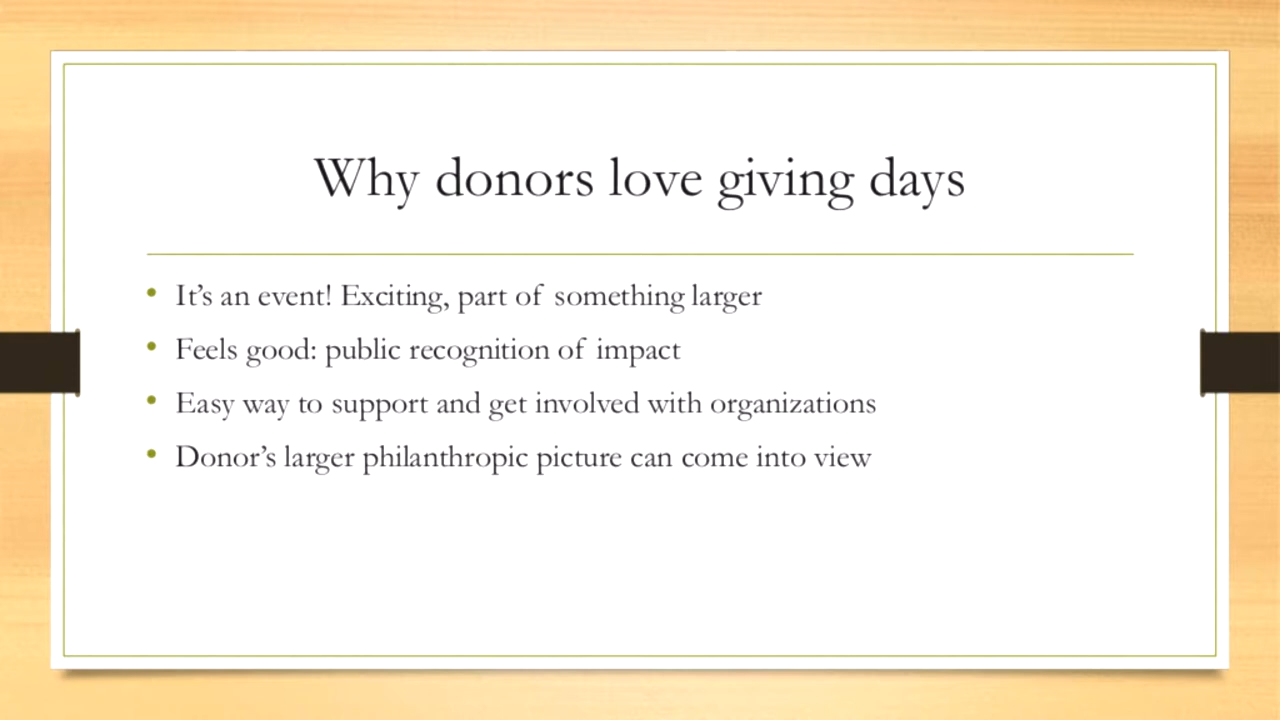 Why donors love giving days
• It’s an event! Exciting, part of something larger
• Feels good: public recognition of impact
• Easy way to support and get involved with organizations
• Donor’s larger philanthropic picture can come into view